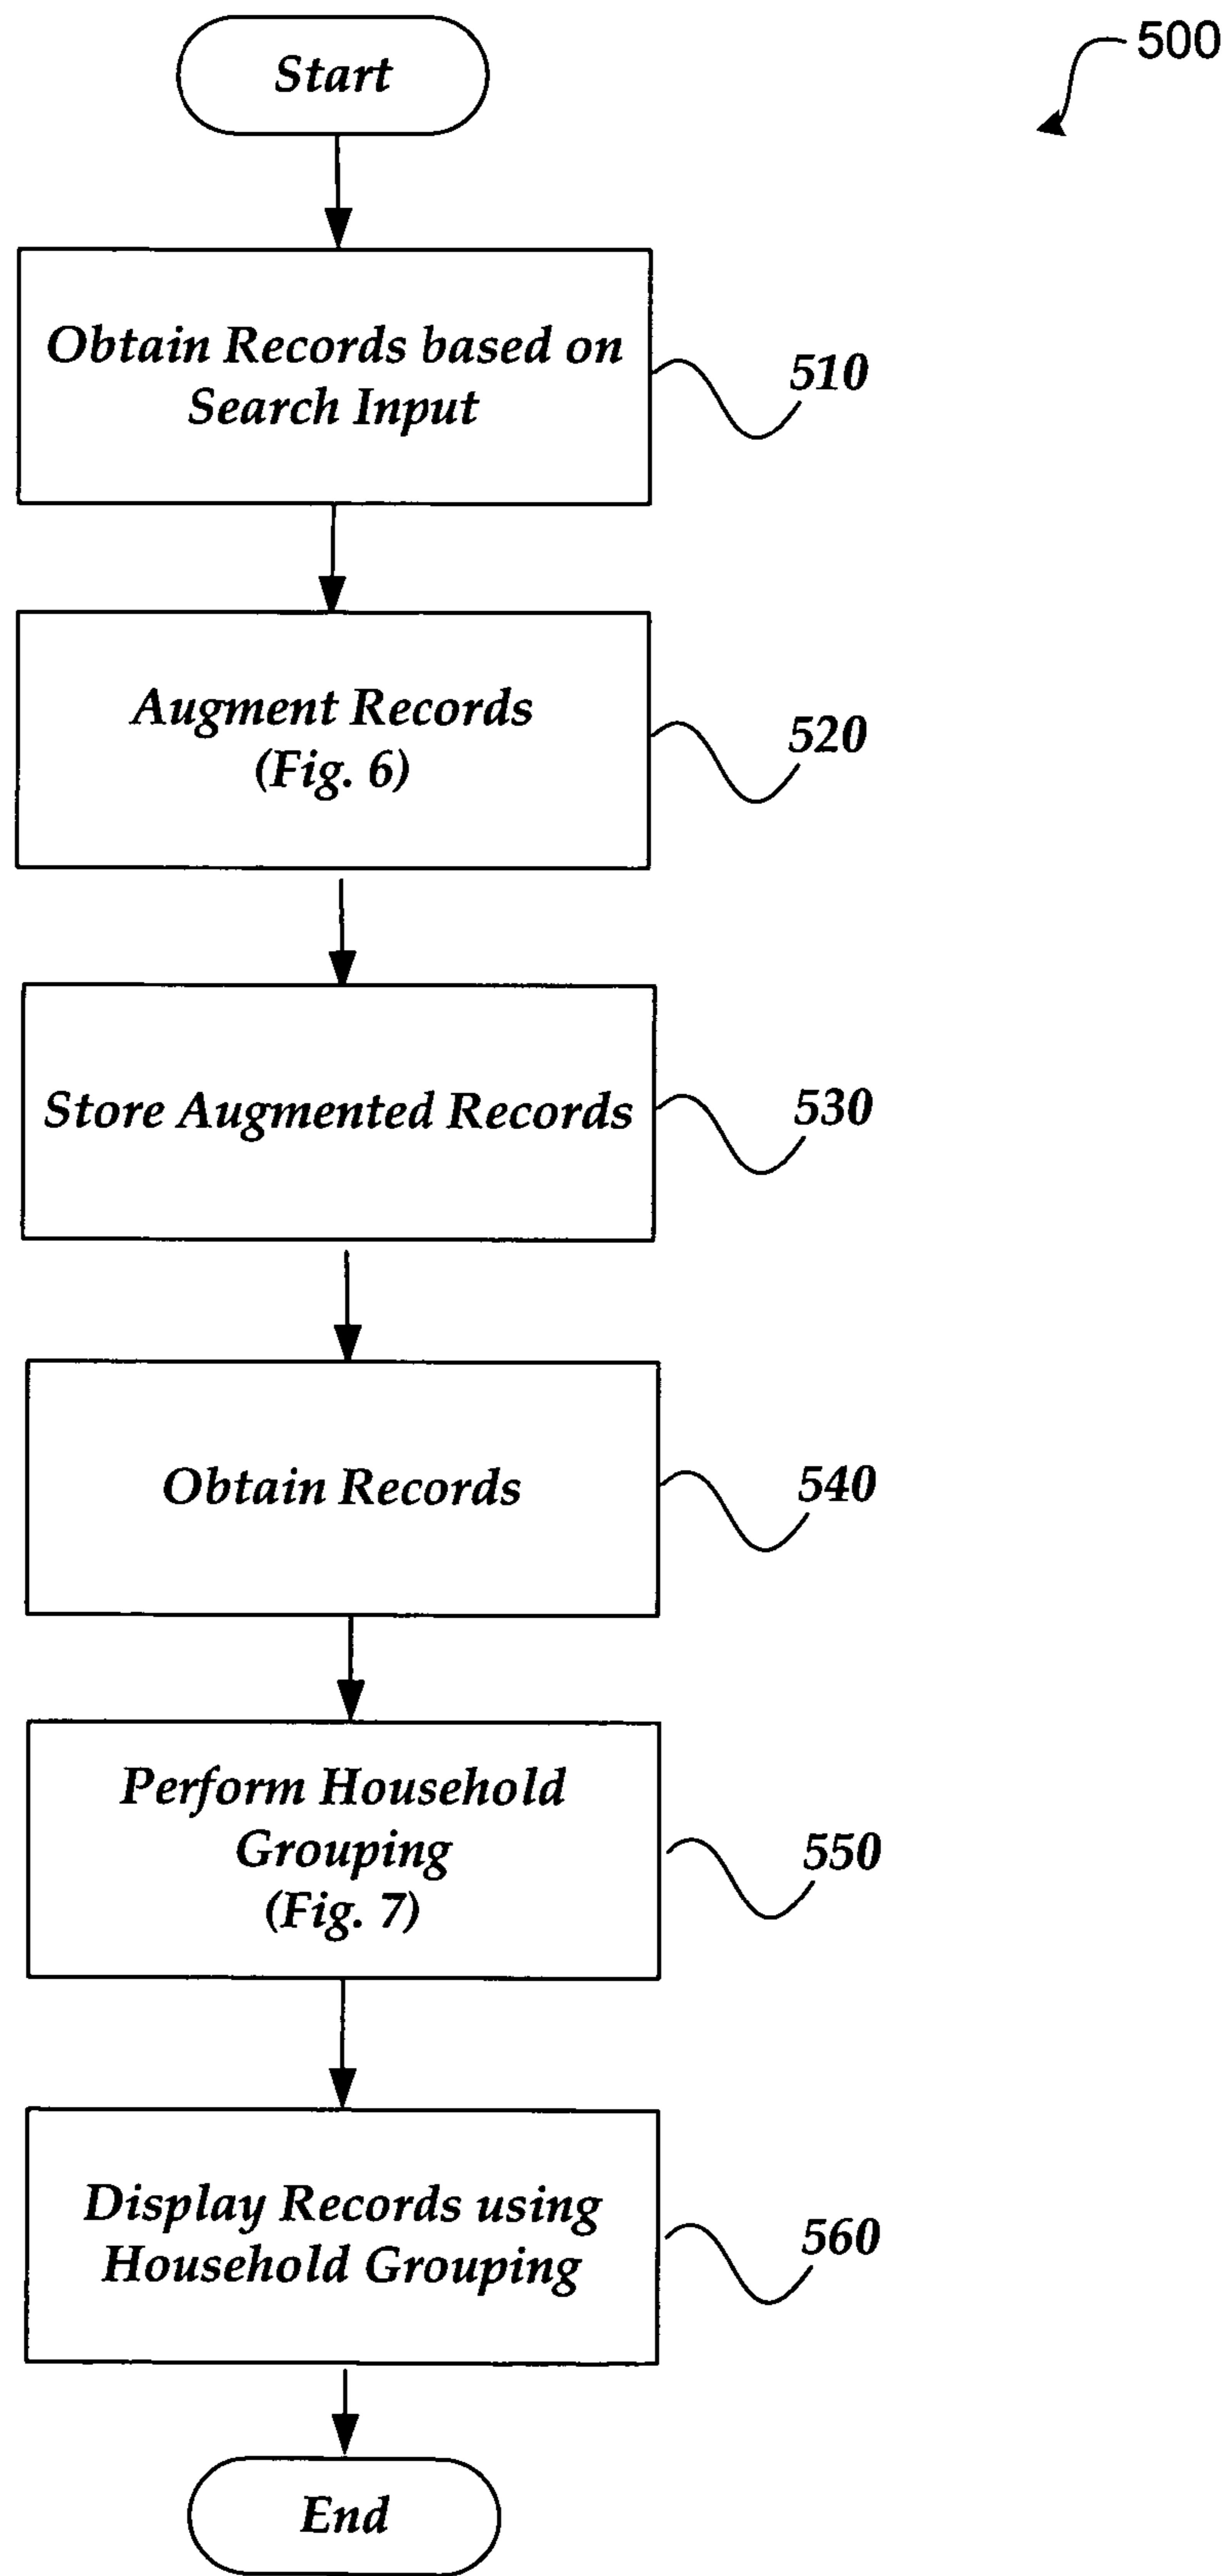 Start
500
Obtain Records based on
Search Input
510
Augment Records
(Fig. 6)
520
Store Augmented Records
530
Obtain Records
540
Perform Household
Grouping
(Fig. 7)
550
Display Records using
Household Grouping
560
End